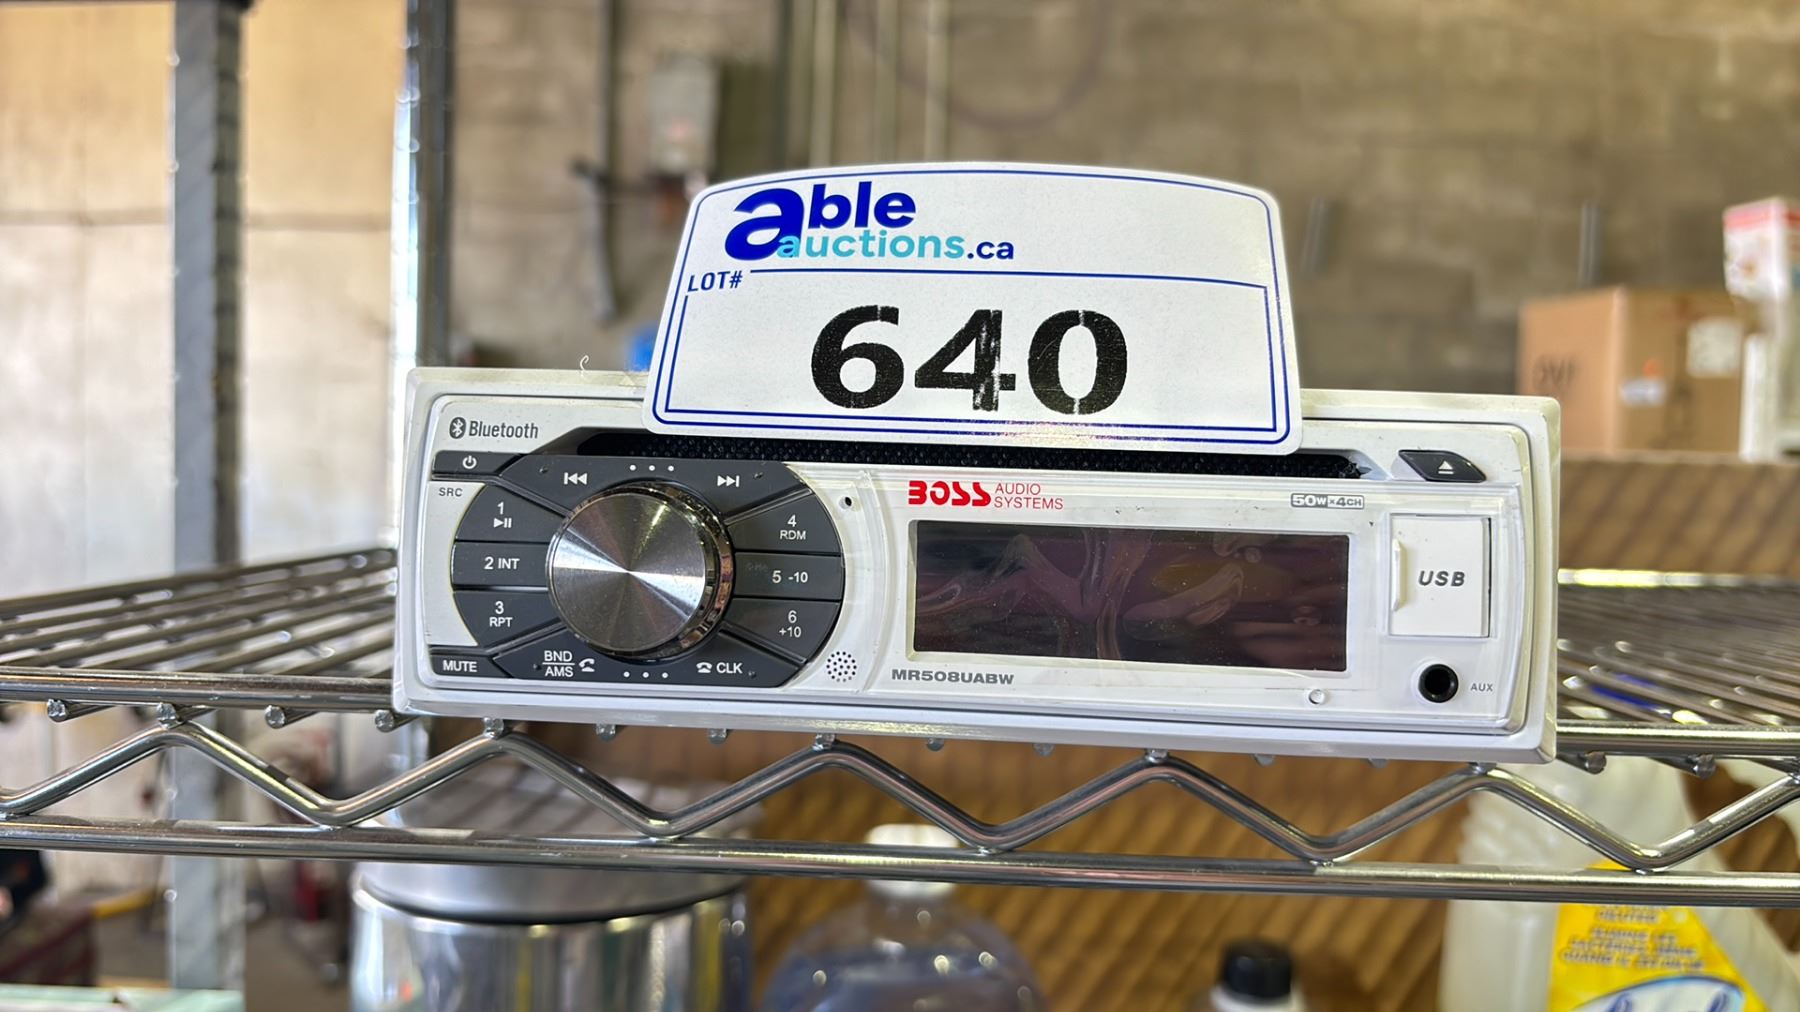 able
auctions.ca
LOT#
640
Bluetooth
SRC
1
2 INT
3
RPT
MUTE
BND
AMS
CLK
4
RDM
5 -10
6
+10
BOSS AUDIO
SYSTEMS
50W×4CH
USB
AUX
MR508UABW